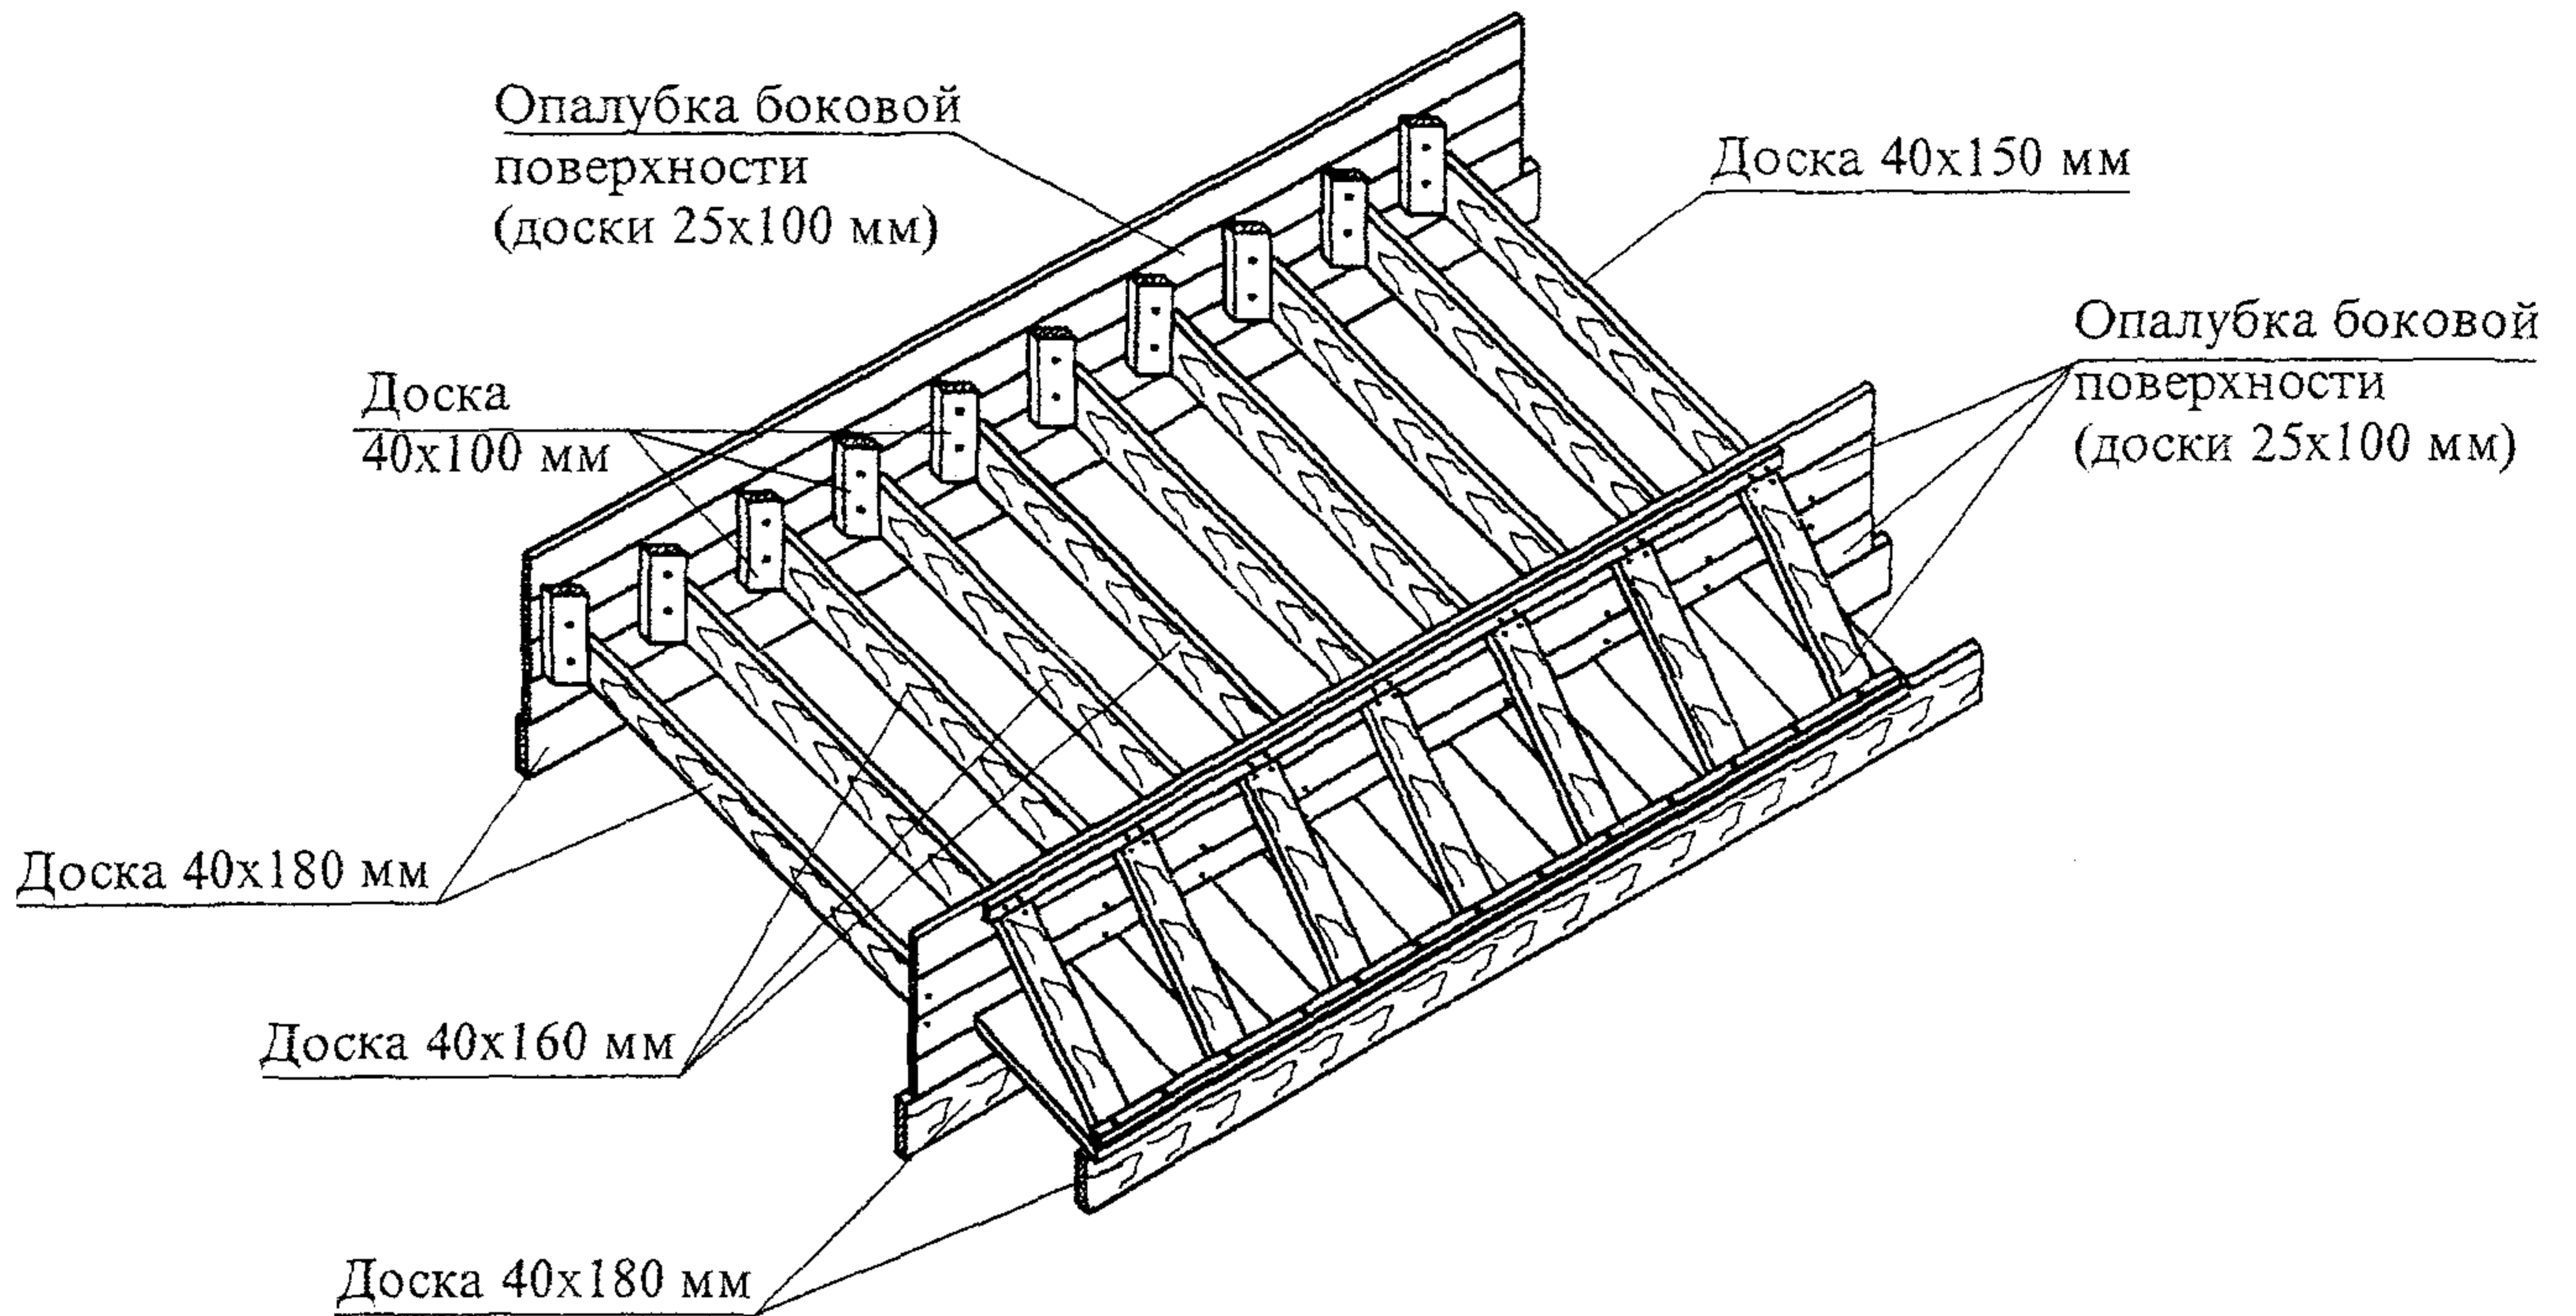 Опалубка боковой
поверхности
(доски 25х100 мм)
Доска 40х150 мм
Опалубка боковой
поверхности
(доски 25х100 мм)
Доска
40х100 мм
Доска 40х180 мм
Доска 40х160 мм
Доска 40х180 мм